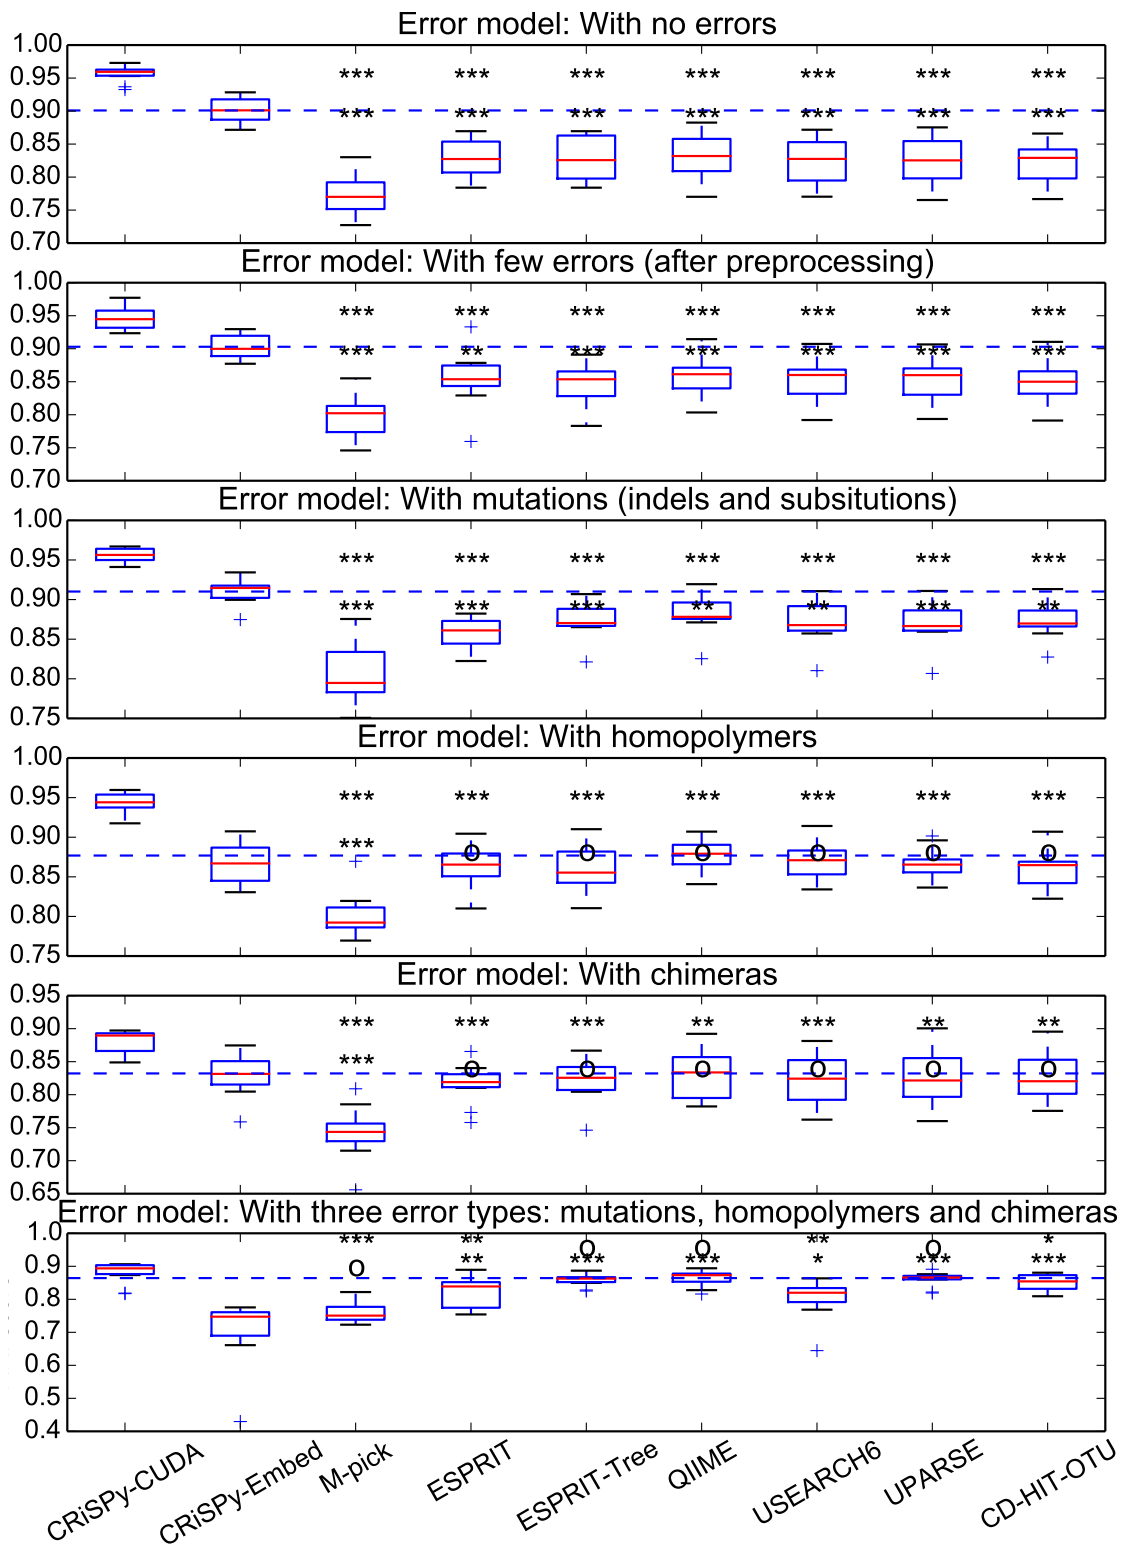 Error model: With no errors
1.00
0.95
*** *** *** *** *** *** ***
0.90
*** *** *** *** *** *** ***
0.85
0.80
0.75
0.70
Error model: With few errors (after preprocessing)
1.00
0.95
*** *** *** *** *** *** ***
0.90
*** ** *** *** *** *** ***
0.85
0.80
0.75
0.70
Error model: With mutations (indels and subsitutions)
1.00
0.95
*** *** *** *** *** *** ***
0.90
*** *** *** ** ** *** **
0.85
0.80
0.75
Error model: With homopolymers
1.00
0.95
*** *** *** *** *** *** ***
0.90
*** o o o o o o
0.85
0.80
0.75
Error model: With chimeras
0.95
0.90
*** *** *** ** *** ** **
0.85
*** o o o o o o
0.80
0.75
0.70
0.65
Error model: With three error types: mutations, homopolymers and chimeras
1.0
*** ** o o ** o *
0.9
o ** *** *** * *** ***
0.8
0.7
0.6
0.5
0.4
CRiSPy-CUDA
CRiSPy-Embed
M-pick
ESPRIT
ESPRIT-Tree
QIIME
USEARCH6
UPARSE
CD-HIT-OTU